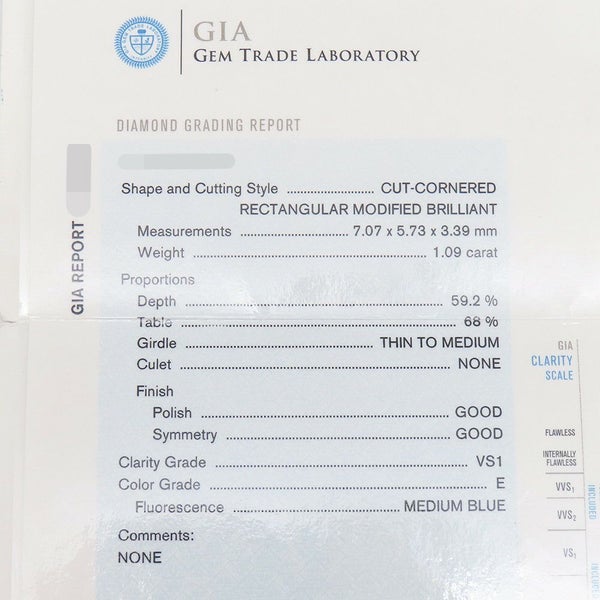 GIA
GEM TRADE LABORATORY
DIAMOND GRADING REPORT
GIA REPORT
Shape and Cutting Style ........................ CUT-CORNERED
RECTANGULAR MODIFIED BRILLIANT
Measurements ........................ 7.07 x 5.73 x 3.39 mm
Weight ........................ 1.09 carat
Proportions
Depth ........................ 59.2 %
Table ........................ 68 %
Girdle ........................ THIN TO MEDIUM
Culet ........................ NONE
Finish
Polish ........................ GOOD
Symmetry ........................ GOOD
Clarity Grade ........................ VS1
Color Grade ........................ E
Fluorescence ........................ MEDIUM BLUE
Comments:
NONE
GIA
CLARITY
SCALE
FLAWLESS
INTERNALLY
FLAWLESS
VVS1
VVS2
VS1
INCLUDED